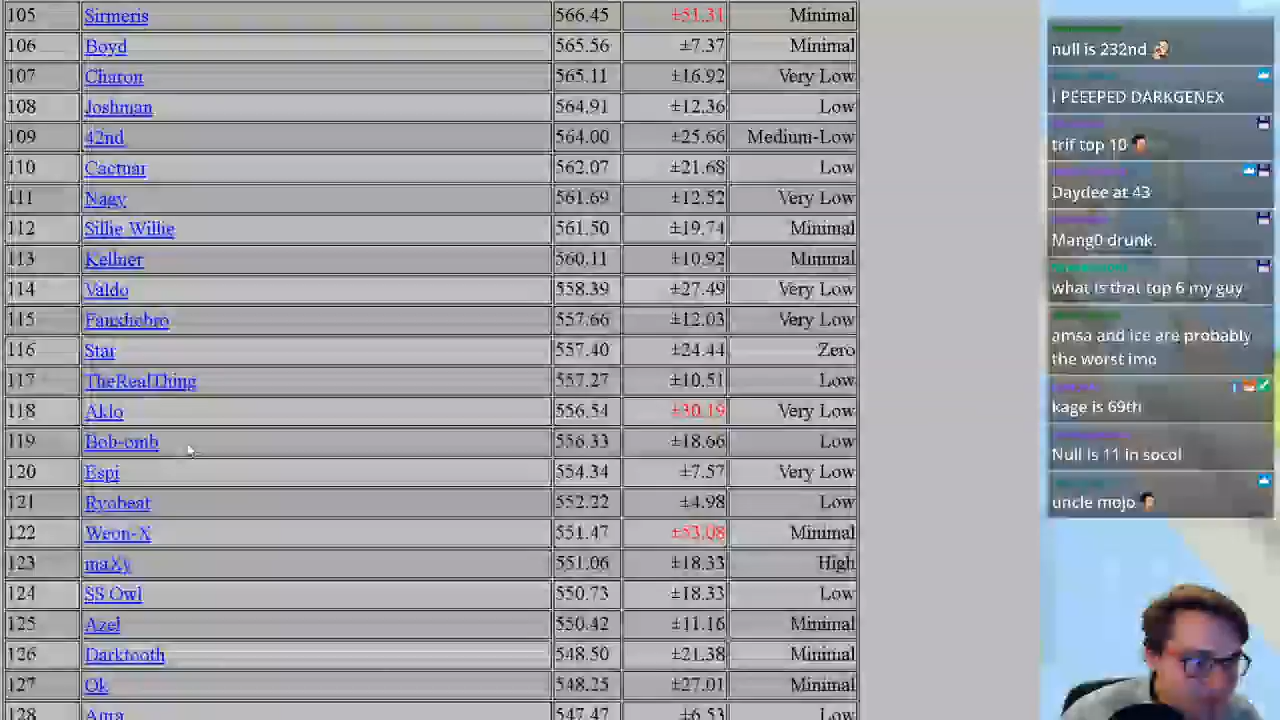 105 Sirmeris 566.45 ±51.31 Minimal
106 Boyd 565.56 ±7.37 Minimal
107 Charon 565.11 ±16.92 Very Low
108 Joshman 564.91 ±12.36 Low
109 42nd 564.00 ±25.66 Medium-Low
110 Cactuar 562.07 ±21.68 Low
111 Nagy 561.69 ±12.52 Very Low
112 Sillie Willie 561.50 ±19.74 Minimal
113 Kellner 560.11 ±10.92 Minimal
114 Valdo 558.39 ±27.49 Very Low
115 Fauxhebro 557.66 ±12.03 Very Low
116 Star 557.40 ±24.44 Zero
117 TheRealThing 557.27 ±10.51 Low
118 Aklo 556.54 ±30.19 Very Low
119 Bob-omb 556.33 ±18.66 Low
120 Espi 554.34 ±7.57 Very Low
121 Ryobeat 552.22 ±4.98 Low
122 Weon-X 551.47 ±53.08 Minimal
123 maXy 551.06 ±18.33 High
124 SS Owl 550.73 ±18.33 Low
125 Azel 550.42 ±11.16 Minimal
126 Darktooth 548.50 ±21.38 Minimal
127 Ok 548.25 ±27.01 Minimal
128 547.47 ±6.53 Low
null is 232nd
I PEEEPED DARKGENEX
trif top 10
Daydee at 43
Mang0 drunk.
what is that top 6 my guy
amsa and ice are probably
the worst imo
kage is 69th
Null is 11 in socal
uncle mojo